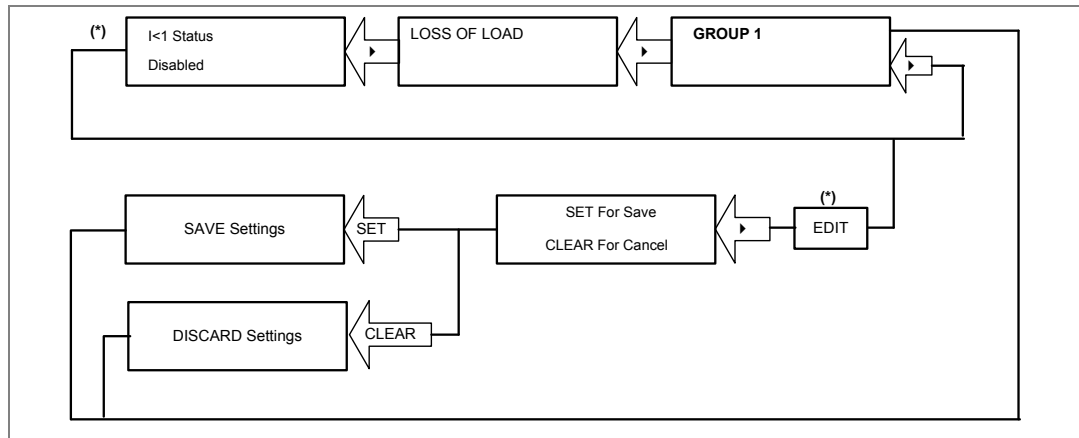 (*)
I<1 Status
Disabled
LOSS OF LOAD
GROUP 1
SAVE Settings
SET
SET For Save
CLEAR For Cancel
(*)
EDIT
DISCARD Settings
CLEAR